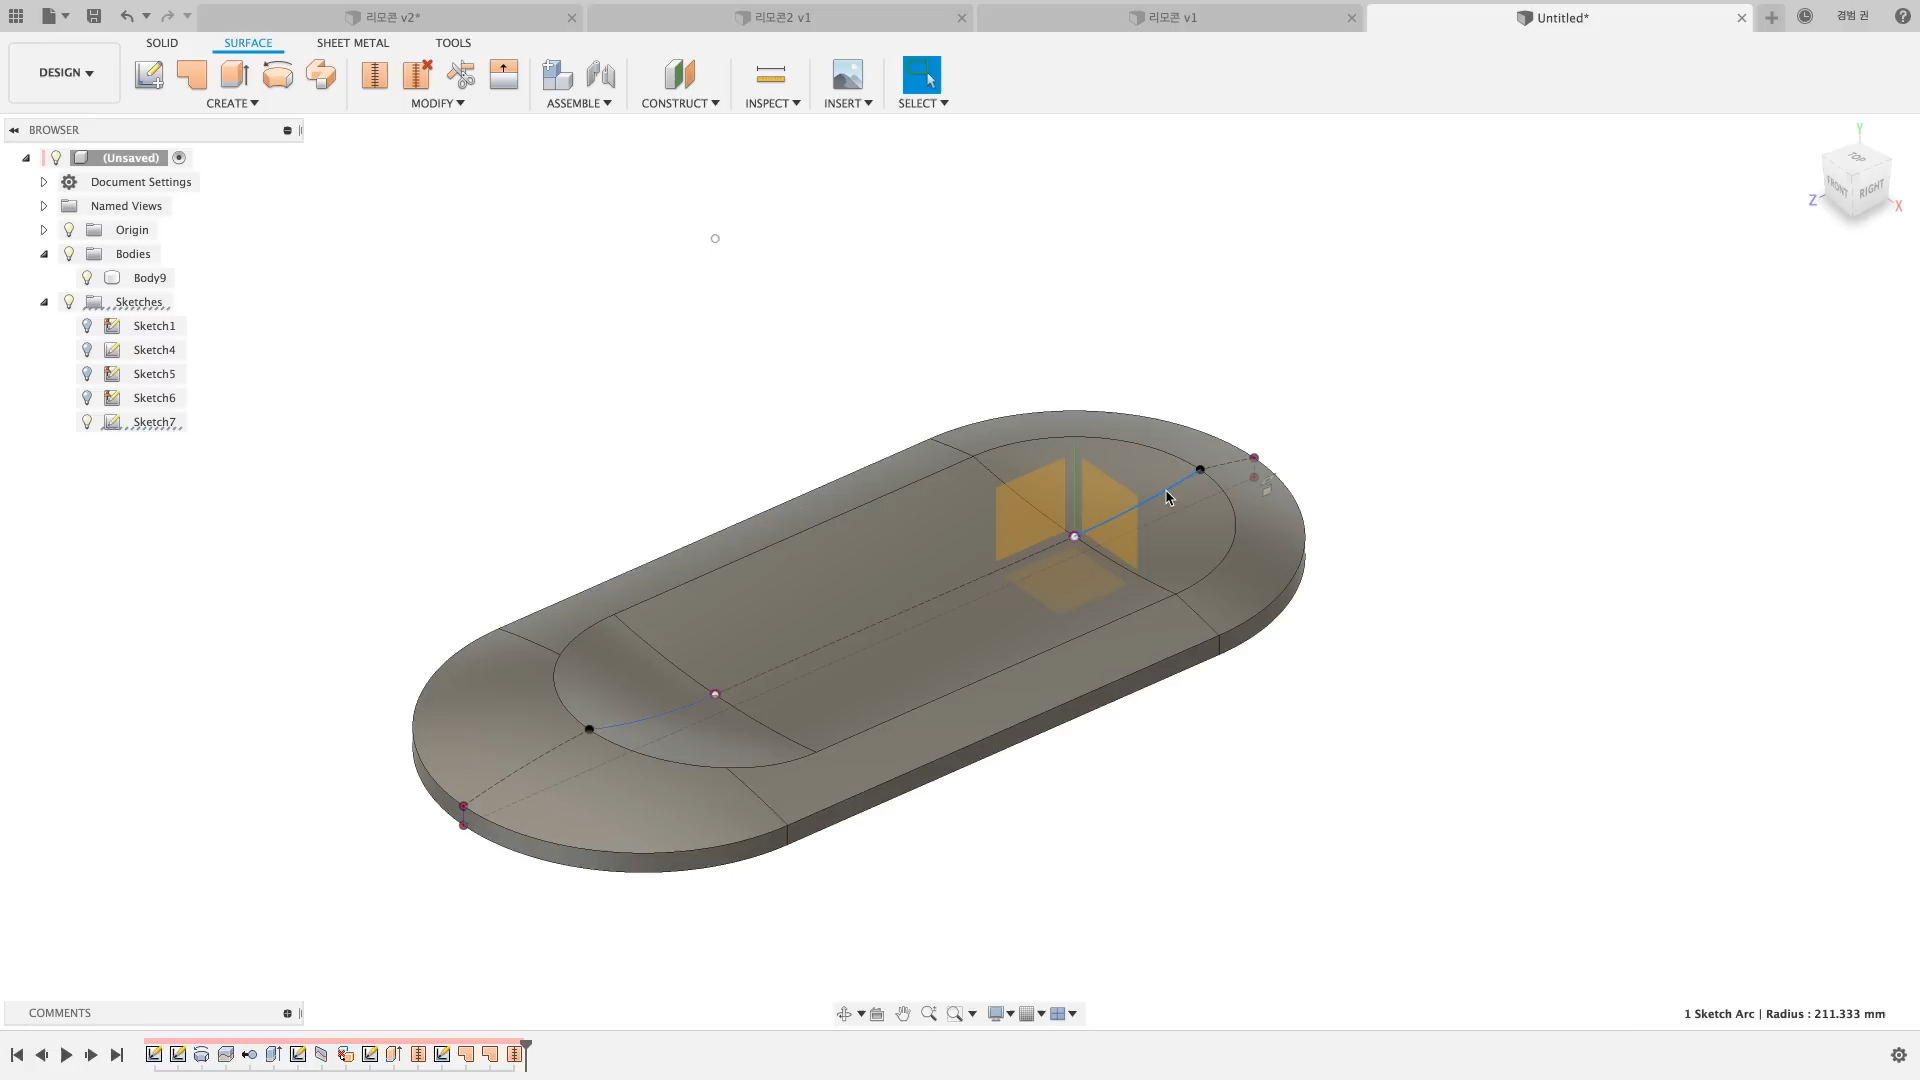 리모콘 v2*
리모콘2 v1
리모콘 v1
Untitled*
경범 권
SOLID
SURFACE
SHEET METAL
TOOLS
DESIGN
CREATE
MODIFY
ASSEMBLE
CONSTRUCT
INSPECT
INSERT
SELECT
BROWSER
(Unsaved)
Document Settings
Named Views
Origin
Bodies
Body9
Sketches
Sketch1
Sketch4
Sketch5
Sketch6
Sketch7
Y
TOP
FRONT
RIGHT
Z
X
COMMENTS
1 Sketch Arc | Radius : 211.333 mm